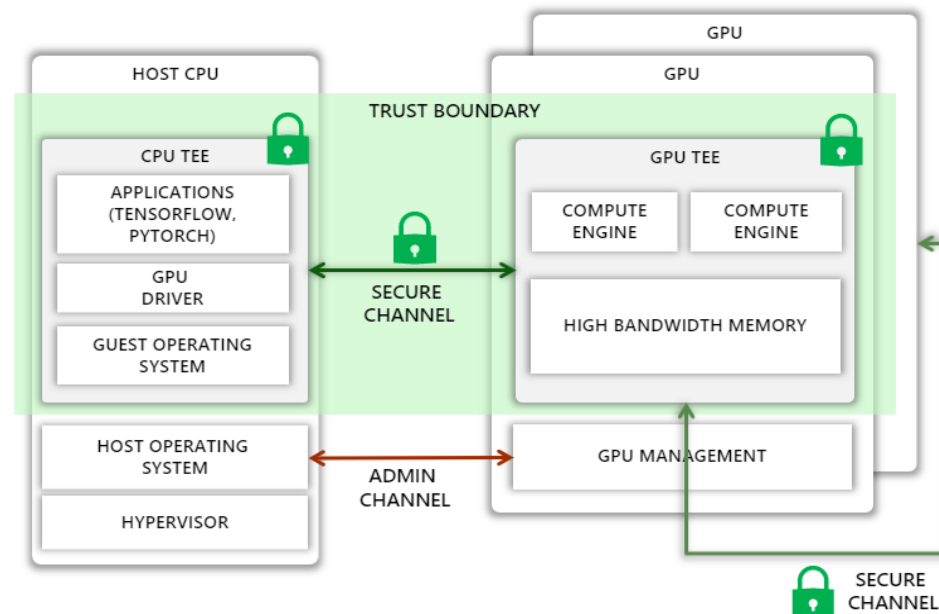 GPU
HOST CPU
GPU
TRUST BOUNDARY
CPU TEE
GPU TEE
APPLICATIONS
(TENSORFLOW,
PYTORCH)
COMPUTE
ENGINE
COMPUTE
ENGINE
GPU
DRIVER
SECURE
CHANNEL
HIGH BANDWIDTH MEMORY
GUEST OPERATING
SYSTEM
HOST OPERATING
SYSTEM
ADMIN
CHANNEL
GPU MANAGEMENT
HYPERVISOR
SECURE
CHANNEL